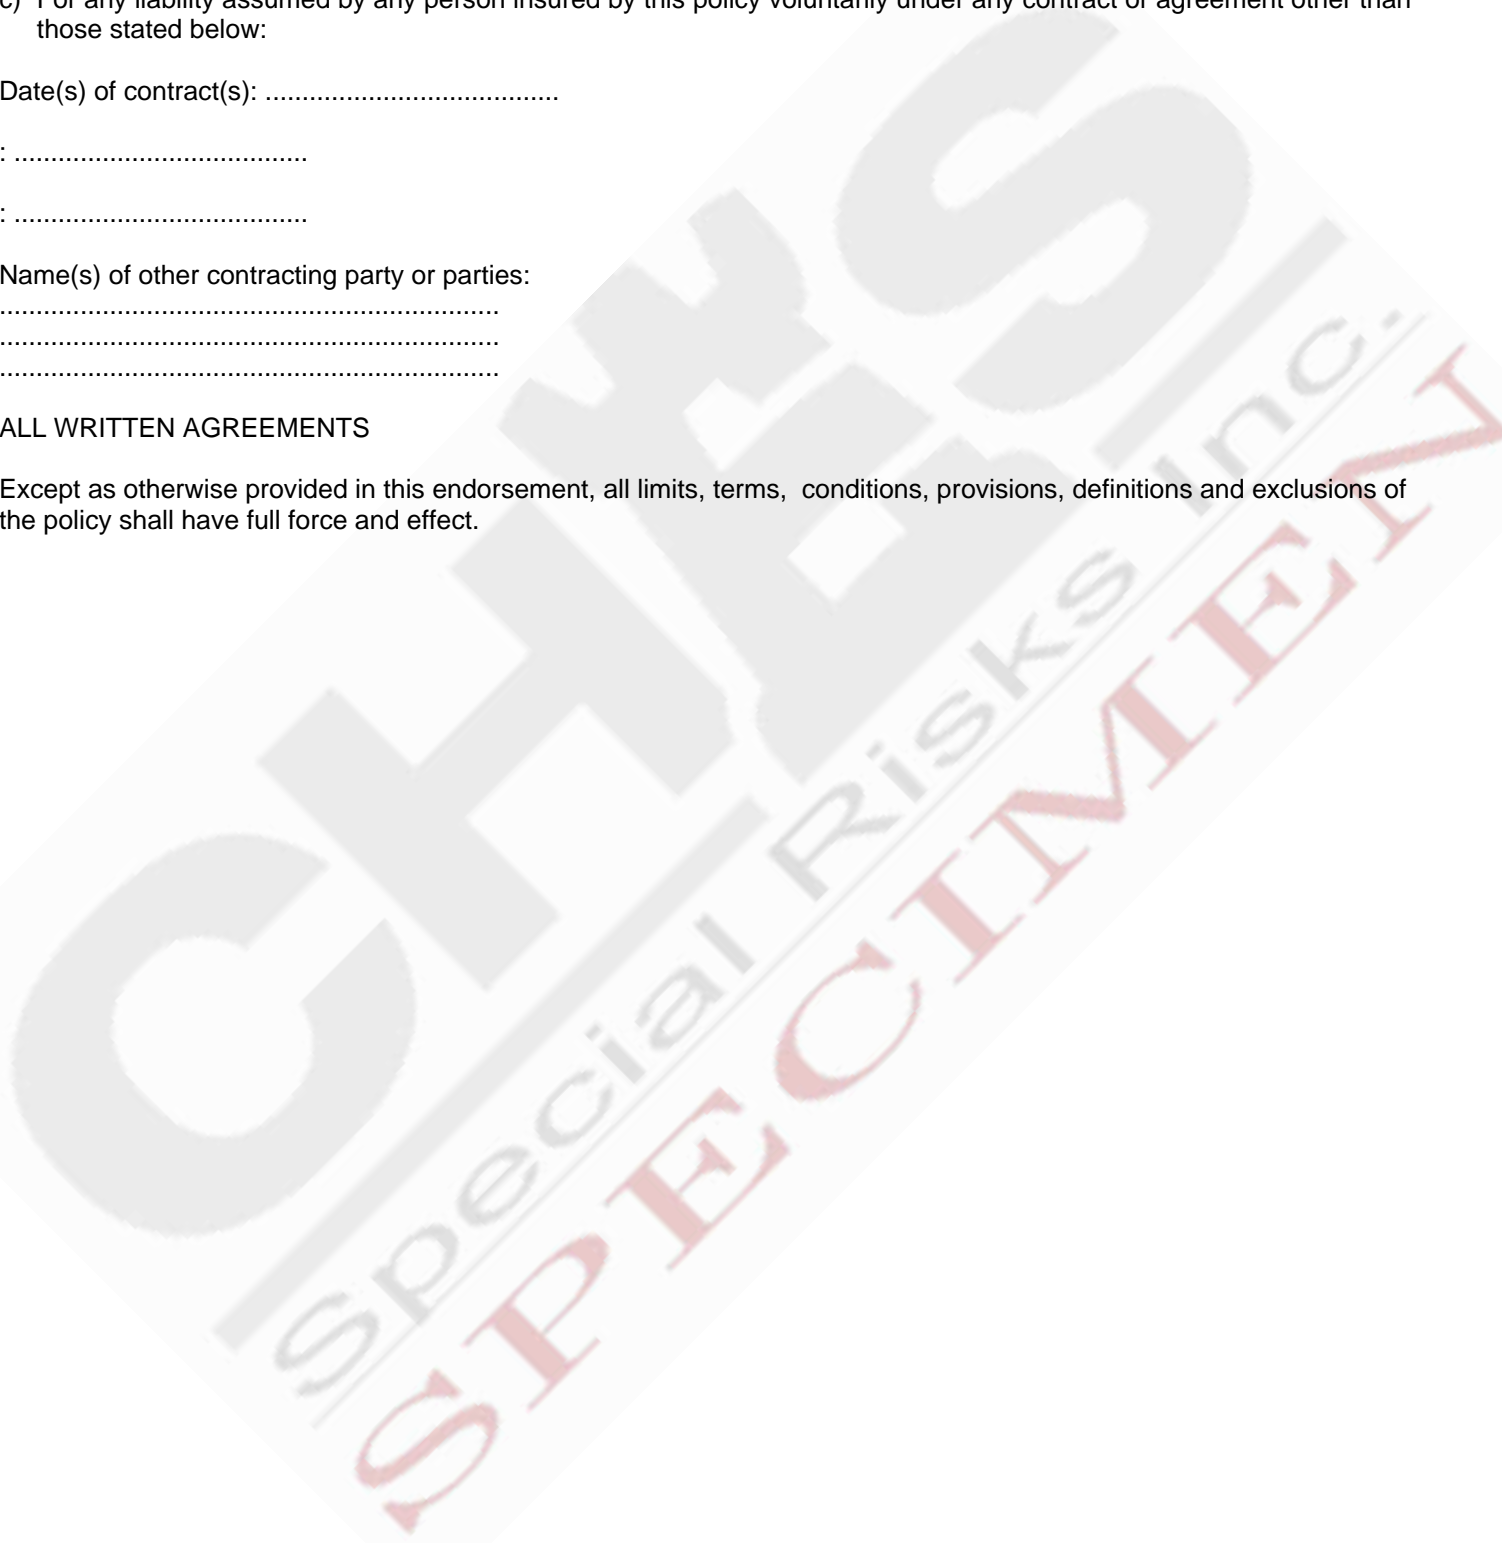 c) For any liability assumed by any person insured by this policy voluntarily under any contract or agreement other than
those stated below:
Date(s) of contract(s): ........................................
: ........................................
: ........................................
Name(s) of other contracting party or parties:
....................................................................
....................................................................
....................................................................
ALL WRITTEN AGREEMENTS
Except as otherwise provided in this endorsement, all limits, terms,  conditions, provisions, definitions and exclusions of
the policy shall have full force and effect.
CHES
Special Risks Inc.
SPECIMEN